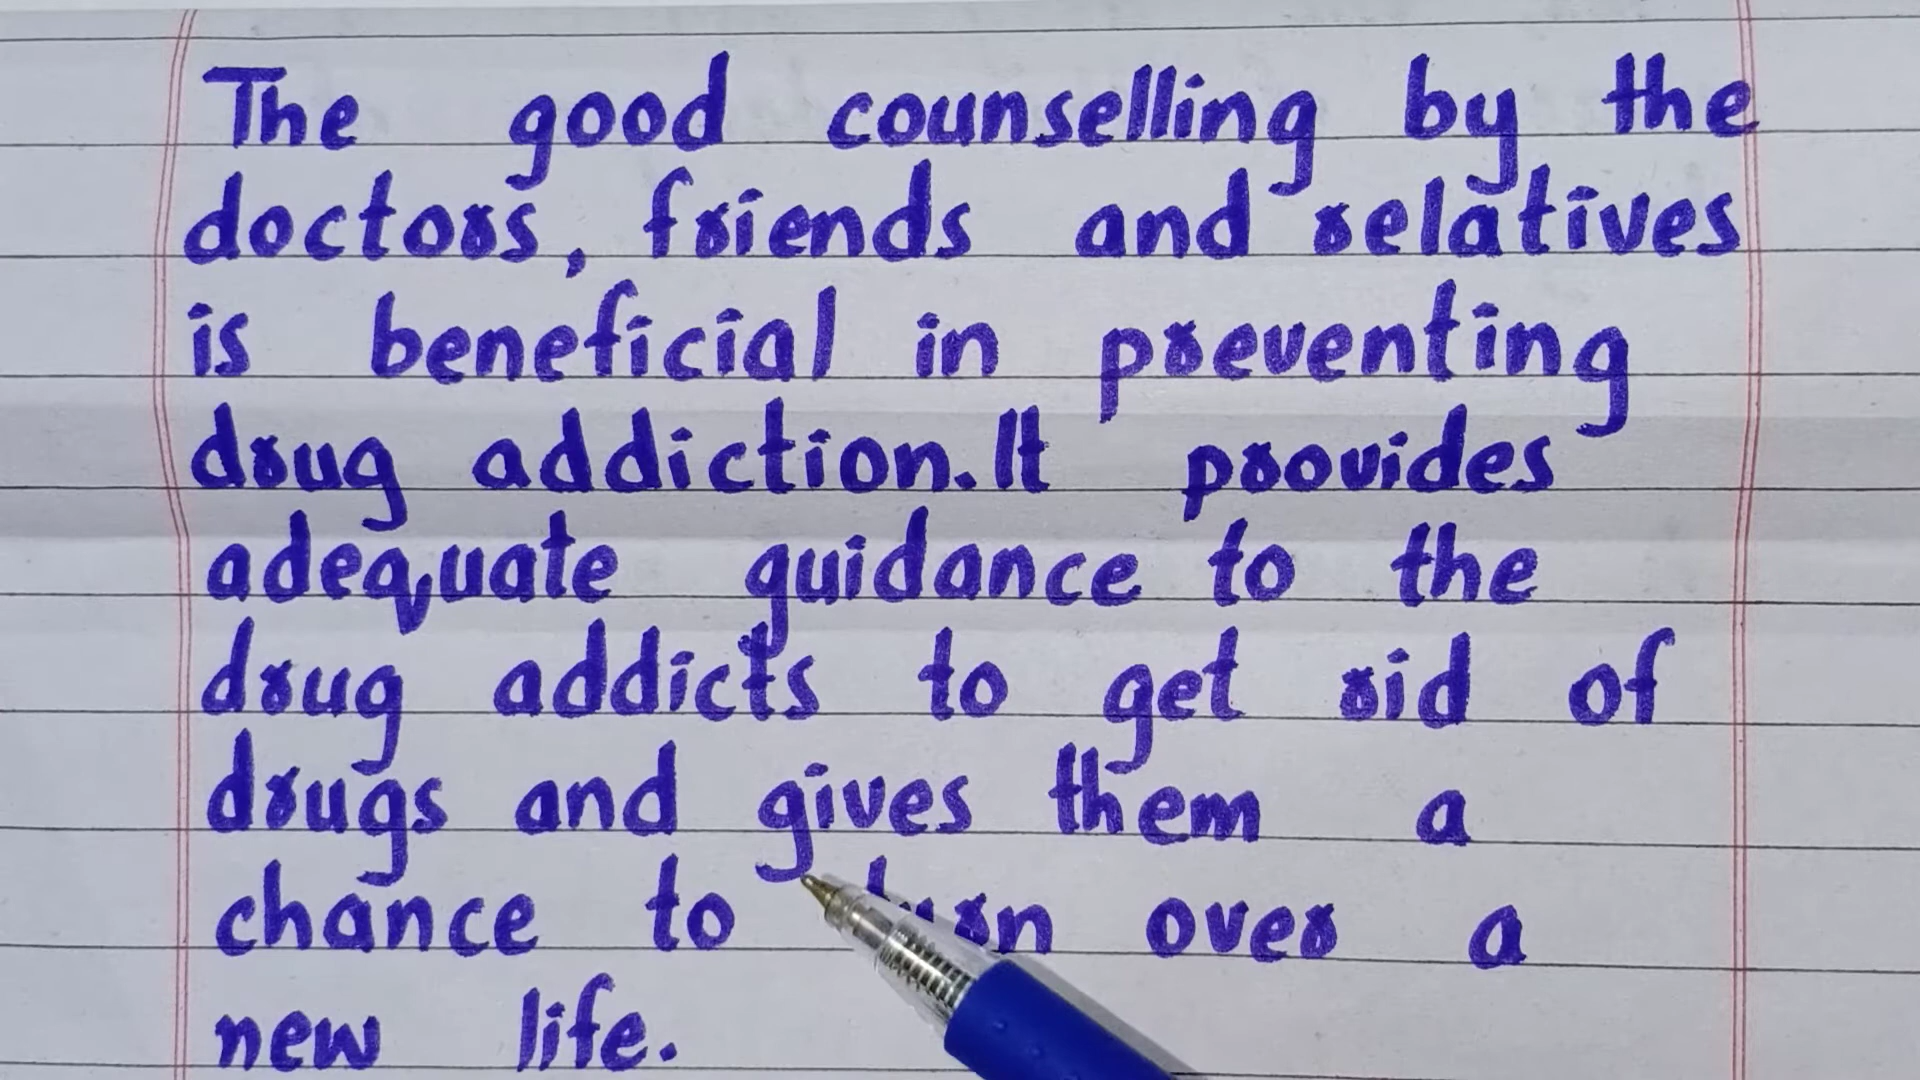 The good counselling by the
doctors, friends and relatives
is beneficial in preventing
drug addiction. It provides
adequate guidance to the
drug addicts to get rid of
drugs and gives them a
chance to turn over a
new life.